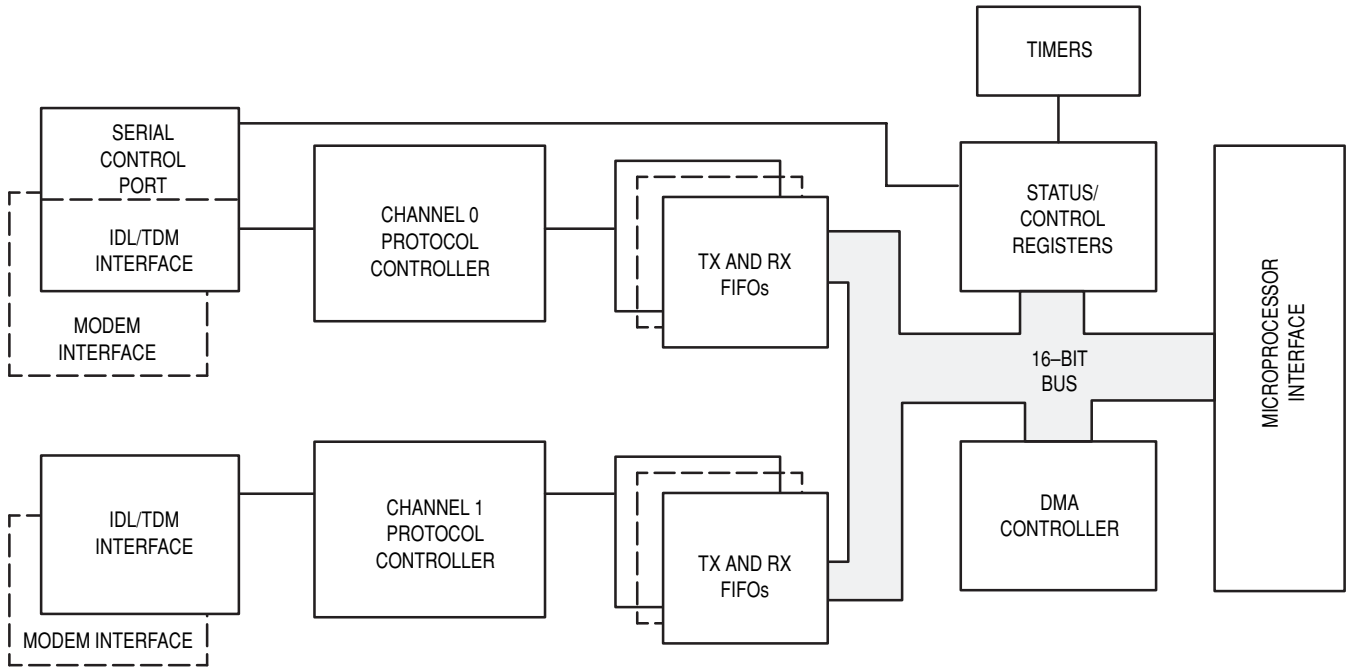 TIMERS
SERIAL
CONTROL
PORT
IDL/TDM
INTERFACE
MODEM
INTERFACE
CHANNEL 0
PROTOCOL
CONTROLLER
TX AND RX
FIFOs
STATUS/
CONTROL
REGISTERS
16–BIT
BUS
MICROPROCESSOR
INTERFACE
IDL/TDM
INTERFACE
MODEM INTERFACE
CHANNEL 1
PROTOCOL
CONTROLLER
TX AND RX
FIFOs
DMA
CONTROLLER